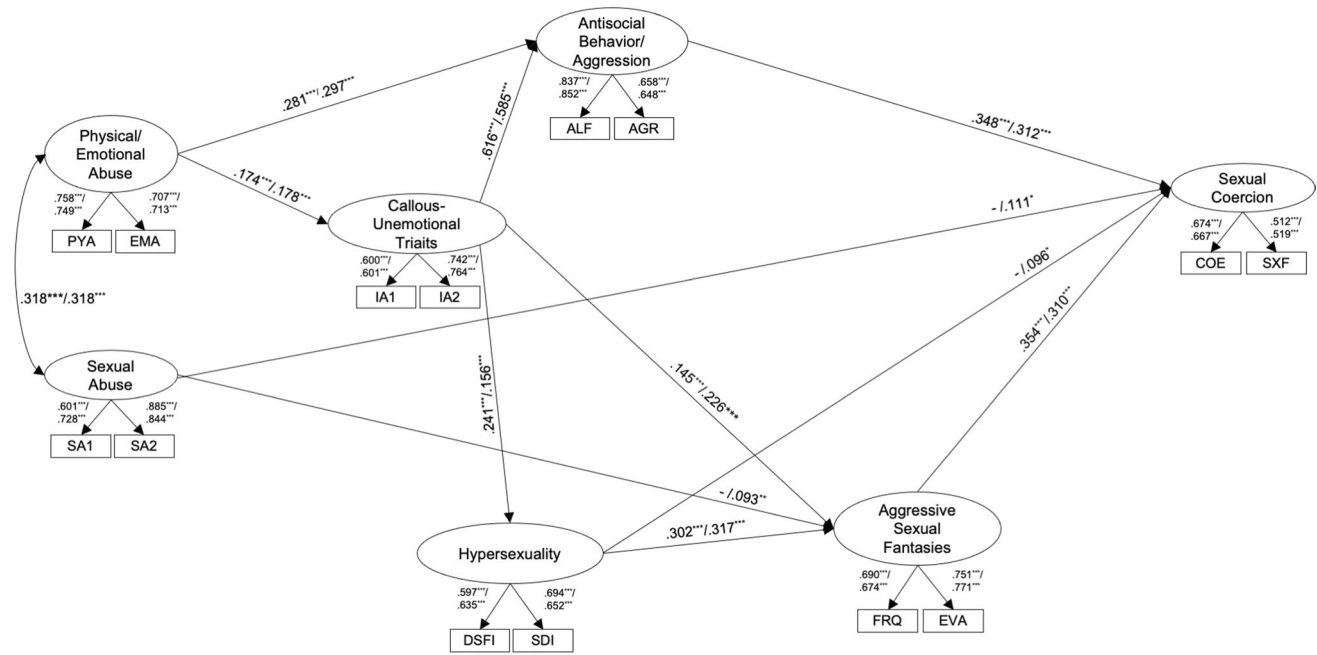 Antisocial
Behavior/
Aggression
.837***/
.852***
.658***/
.648***
ALF
AGR
.281***/.297***
.616***/.585***
.348***/.312***
Physical/
Emotional
Abuse
.758***/
.749***
.707***/
.713***
PYA
EMA
.174***/.178***
Callous-
Unemotional
Triaits
.600***/
.601***
.742***/
.764***
IA1
IA2
- /.111*
Sexual
Coercion
.674***/
.667***
.512***/
.519***
COE
SXF
- /.096*
.354***/.310***
.318***/.318***
Sexual
Abuse
.601***/
.728***
.885***/
.844***
SA1
SA2
.241***/.156***
.145***/.226***
- /.093**
.302***/.317***
Hypersexuality
.597***/
.635***
.694***/
.652***
DSFI
SDI
Aggressive
Sexual
Fantasies
.690***/
.674***
.751***/
.771***
FRQ
EVA